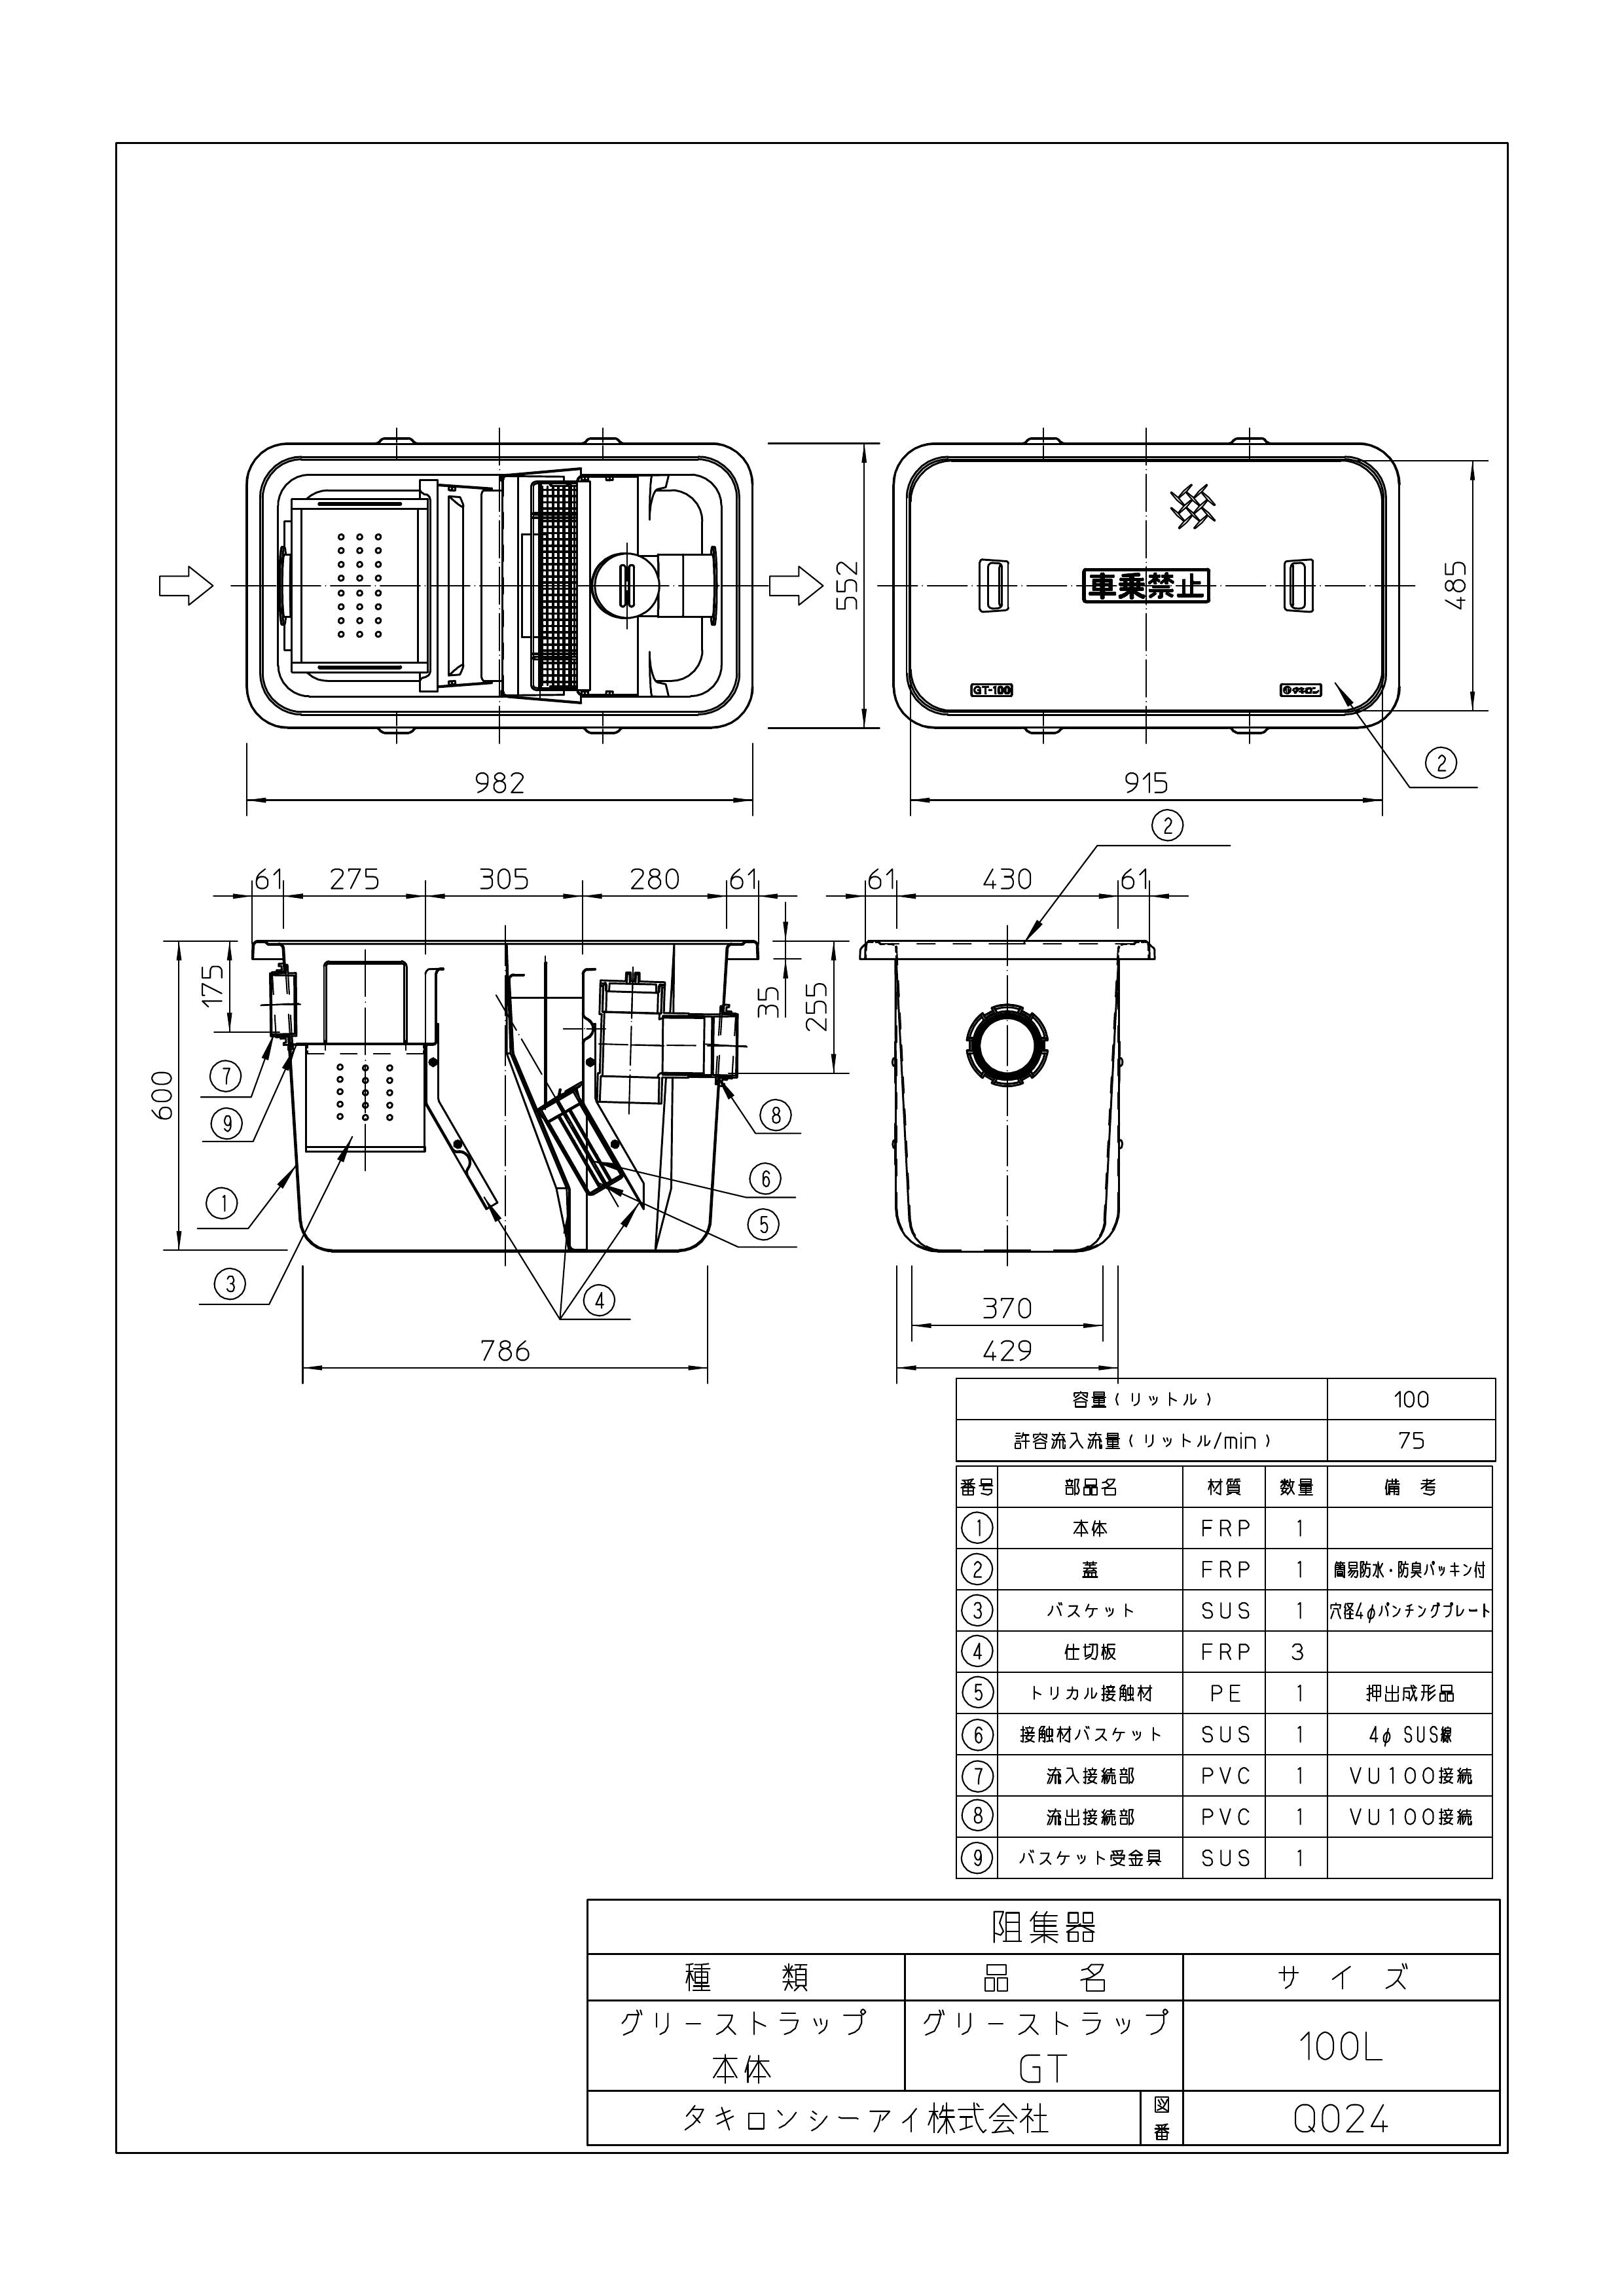 552
982
車乗禁止
GT-100
タキロン
485
915
②
②
61 275 305 280 61
61 430 61
175
600
35
255
⑦
⑨
①
③
⑧
⑥
⑤
④
786
370
429
容量(リットル) 100
許容流入流量(リットル/min) 75
番号 部品名 材質 数量 備 考
① 本体 FRP 1
② 蓋 FRP 1 簡易防水・防臭パッキン付
③ バスケット SUS 1 穴径4φパンチングプレート
④ 仕切板 FRP 3
⑤ トリカル接触材 PE 1 押出成形品
⑥ 接触材バスケット SUS 1 4φ SUS線
⑦ 流入接続部 PVC 1 VU100接続
⑧ 流出接続部 PVC 1 VU100接続
⑨ バスケット受金具 SUS 1
阻集器
種 類 品 名 サ イ ズ
グリーストラップ グリーストラップ
本体 GT 100L
タキロンシーアイ株式会社 図番 Q024